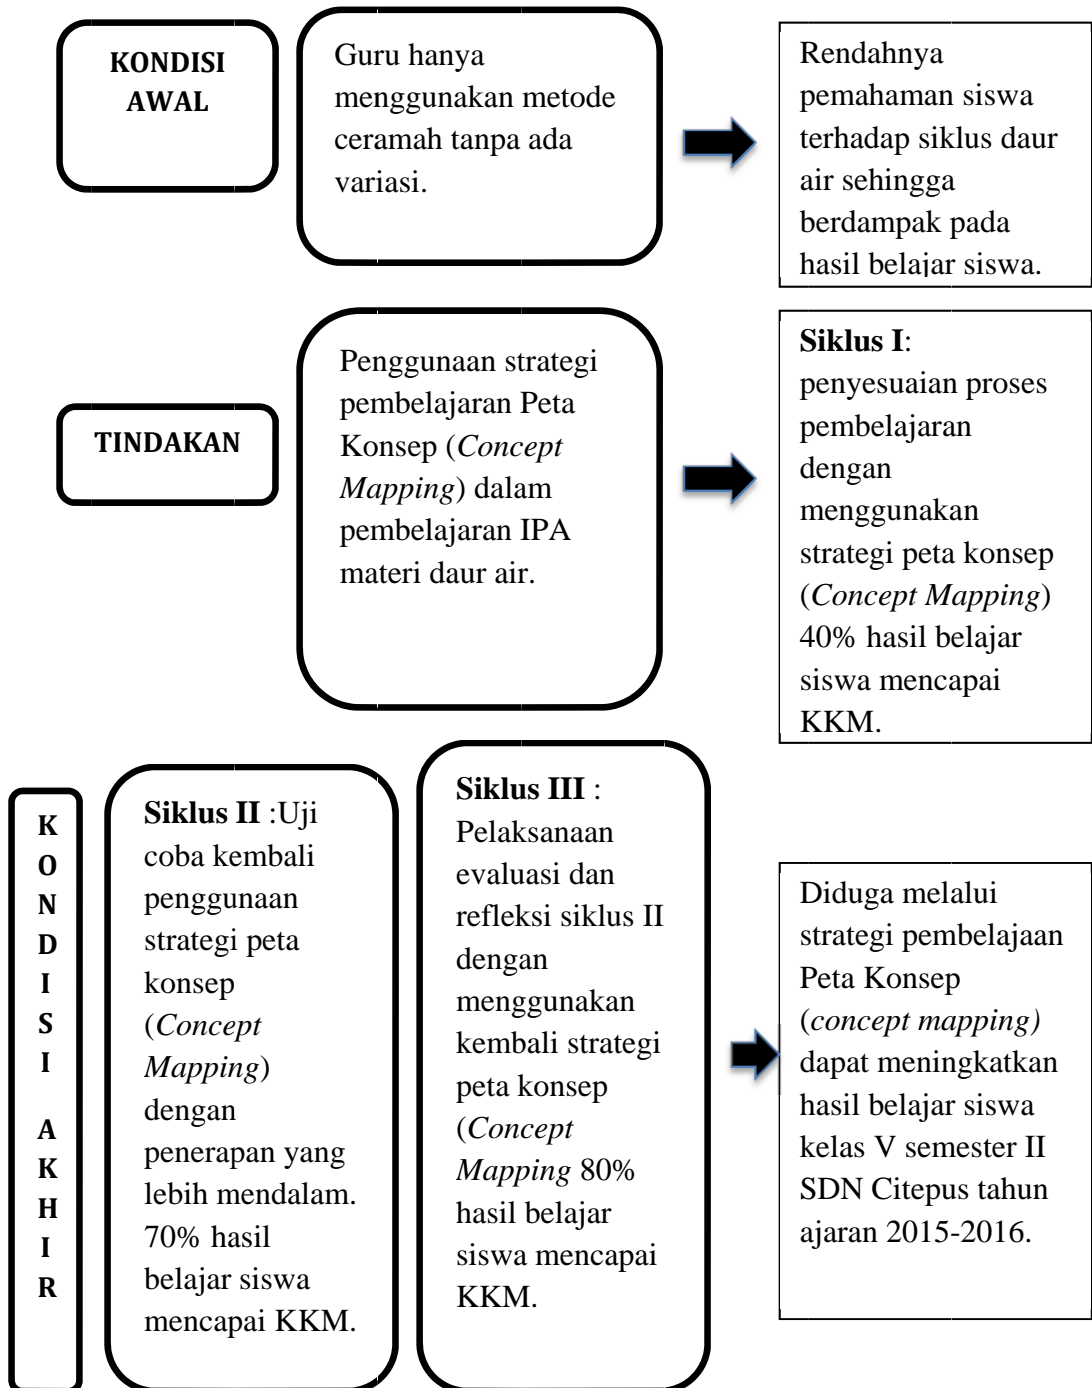 KONDISI
AWAL
Guru hanya
menggunakan metode
ceramah tanpa ada
variasi.
Rendahnya
pemahaman siswa
terhadap siklus daur
air sehingga
berdampak pada
hasil belajar siswa.
TINDAKAN
Penggunaan strategi
pembelajaran Peta
Konsep (Concept
Mapping) dalam
pembelajaran IPA
materi daur air.
Siklus I:
penyesuaian proses
pembelajaran
dengan
menggunakan
strategi peta konsep
(Concept Mapping)
40% hasil belajar
siswa mencapai
KKM.
K
O
N
D
I
S
I
A
K
H
I
R
Siklus II :Uji
coba kembali
penggunaan
strategi peta
konsep
(Concept
Mapping)
dengan
penerapan yang
lebih mendalam.
70% hasil
belajar siswa
mencapai KKM.
Siklus III :
Pelaksanaan
evaluasi dan
refleksi siklus II
dengan
menggunakan
kembali strategi
peta konsep
(Concept
Mapping 80%
hasil belajar
siswa mencapai
KKM.
Diduga melalui
strategi pembelajaan
Peta Konsep
(concept mapping)
dapat meningkatkan
hasil belajar siswa
kelas V semester II
SDN Citepus tahun
ajaran 2015-2016.